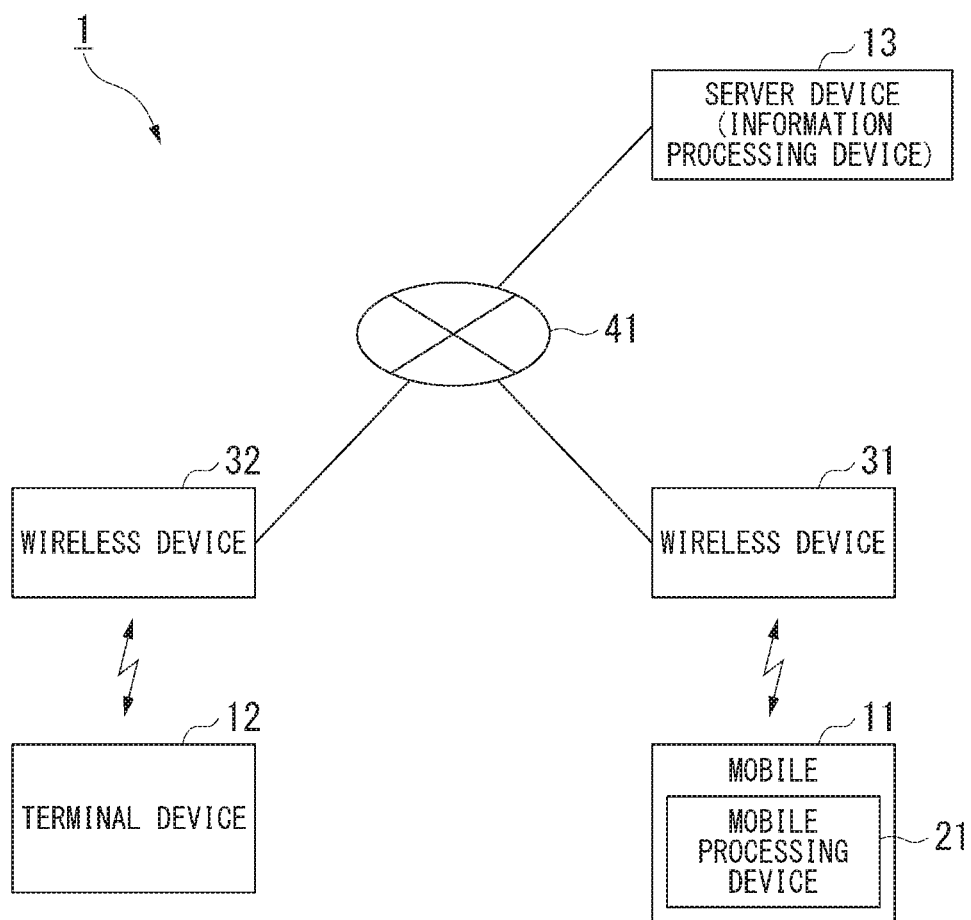 1
13
SERVER DEVICE
(INFORMATION
PROCESSING DEVICE)
41
32
WIRELESS DEVICE
31
WIRELESS DEVICE
12
TERMINAL DEVICE
11
MOBILE
MOBILE
PROCESSING
DEVICE
21